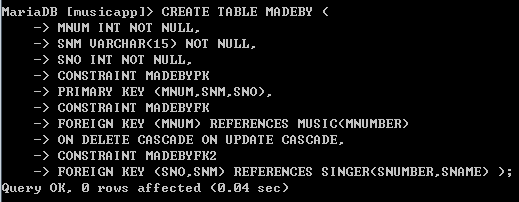 MariaDB [musicapp]> CREATE TABLE MADEBY (
-> MNUM INT NOT NULL,
-> SNM VARCHAR(15) NOT NULL,
-> SNO INT NOT NULL,
-> CONSTRAINT MADEBYPK
-> PRIMARY KEY (MNUM,SNM,SNO),
-> CONSTRAINT MADEBYFK
-> FOREIGN KEY (MNUM) REFERENCES MUSIC(MNUMBER)
-> ON DELETE CASCADE ON UPDATE CASCADE,
-> CONSTRAINT MADEBYFK2
-> FOREIGN KEY (SNO,SNM) REFERENCES SINGER(SNUMBER,SNAME) );
Query OK, 0 rows affected (0.04 sec)